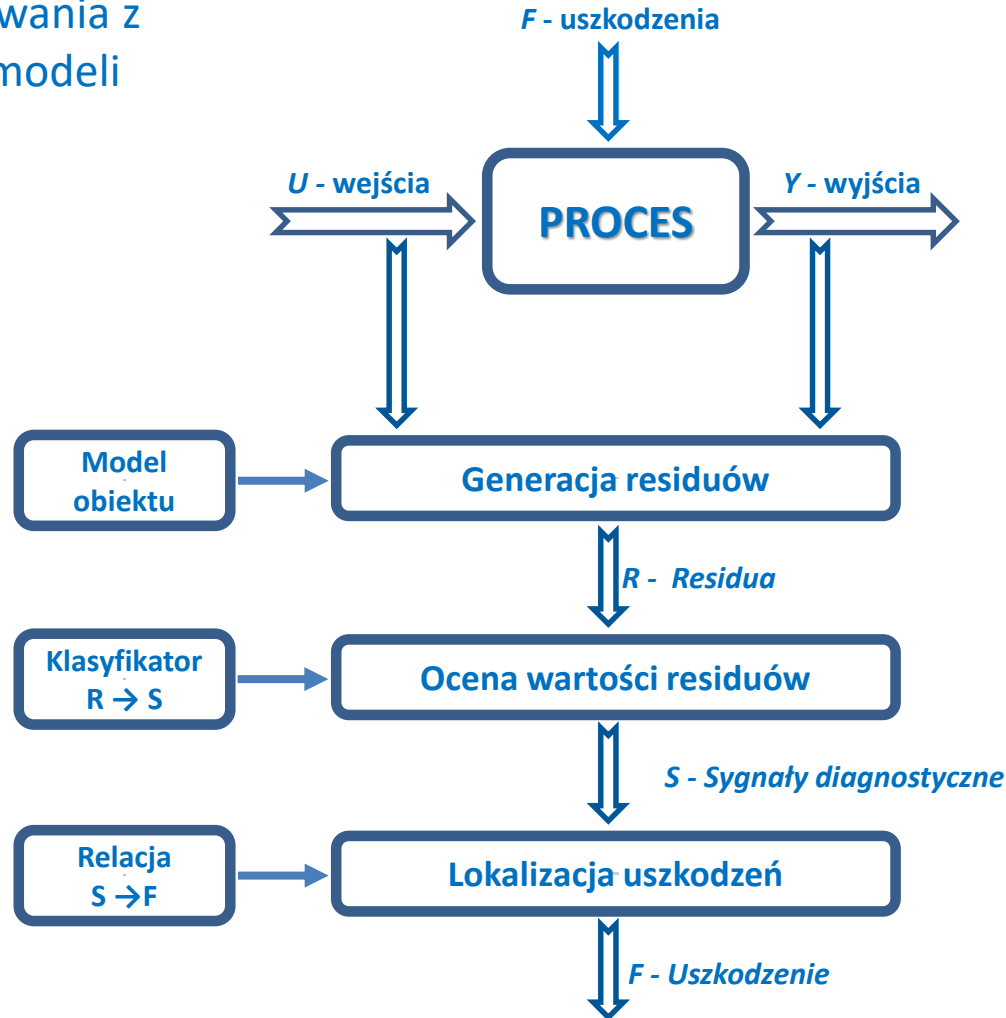 wania z
modeli
F - uszkodzenia
U - wejścia
Y - wyjścia
PROCES
Model
obiektu
Generacja residuów
R - Residua
Klasyfikator
R → S
Ocena wartości residuów
S - Sygnały diagnostyczne
Relacja
S →F
Lokalizacja uszkodzeń
F - Uszkodzenie